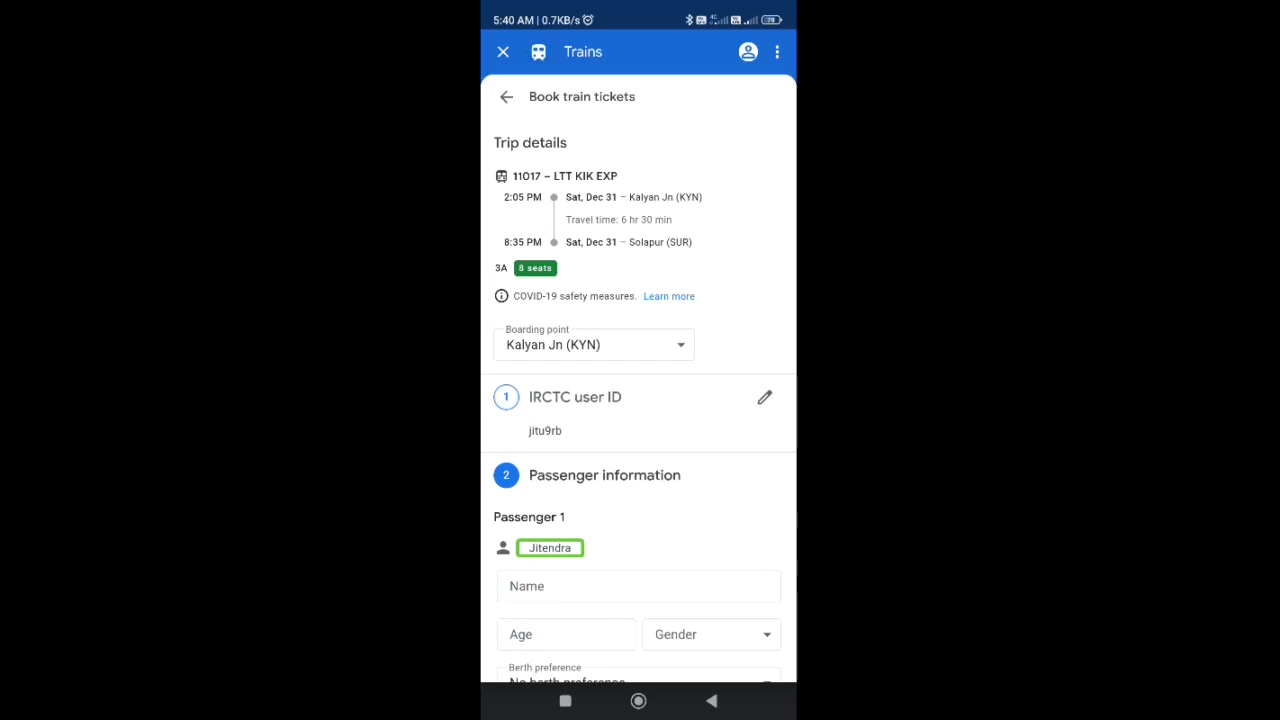 5:40 AM | 0.7KB/s
Trains
Book train tickets
Trip details
11017 – LTT KIK EXP
2:05 PM Sat, Dec 31 – Kalyan Jn (KYN)
Travel time: 6 hr 30 min
8:35 PM Sat, Dec 31 – Solapur (SUR)
3A 8 seats
COVID-19 safety measures. Learn more
Boarding point
Kalyan Jn (KYN)
1 IRCTC user ID
jitu9rb
2 Passenger information
Passenger 1
Jitendra
Name
Age Gender
Berth preference
No berth preference